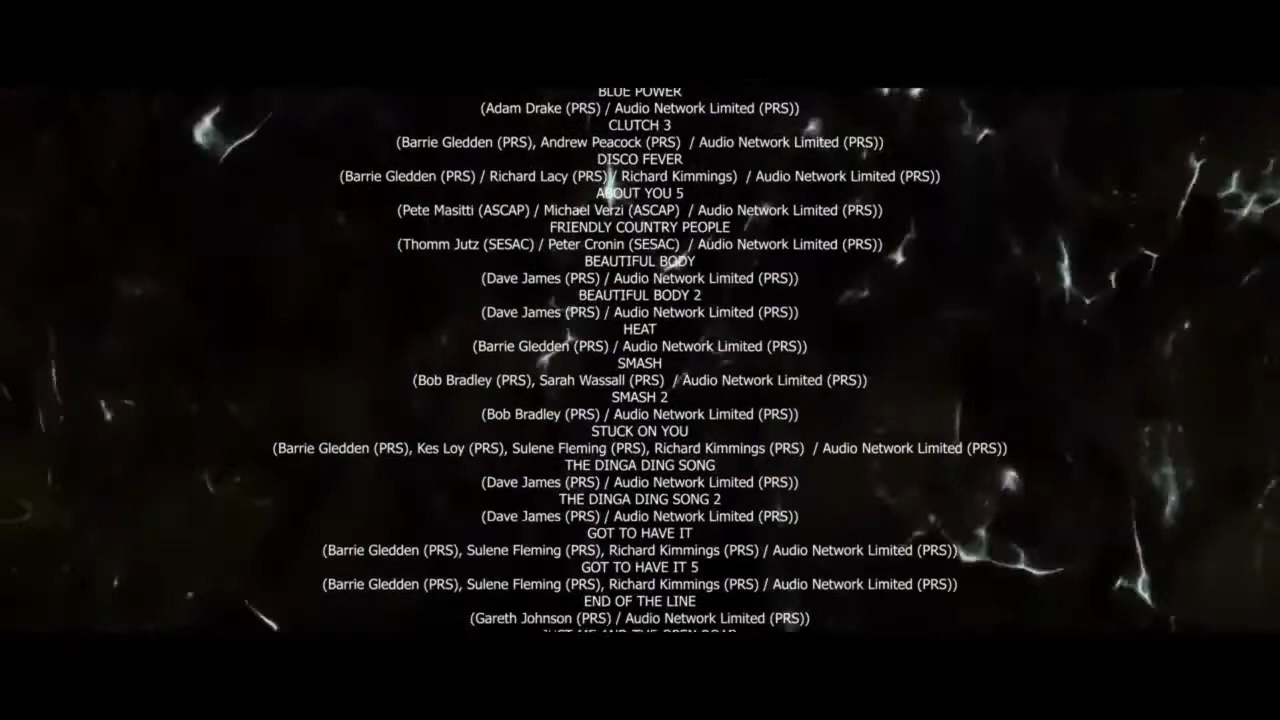 BLUE POWER
(Adam Drake (PRS) / Audio Network Limited (PRS))
CLUTCH 3
(Barrie Gledden (PRS), Andrew Peacock (PRS)  / Audio Network Limited (PRS))
DISCO FEVER
(Barrie Gledden (PRS) / Richard Lacy (PRS) / Richard Kimmings)  / Audio Network Limited (PRS))
ABOUT YOU 5
(Pete Masitti (ASCAP) / Michael Verzi (ASCAP)  / Audio Network Limited (PRS))
FRIENDLY COUNTRY PEOPLE
(Thomm Jutz (SESAC) / Peter Cronin (SESAC)  / Audio Network Limited (PRS))
BEAUTIFUL BODY
(Dave James (PRS) / Audio Network Limited (PRS))
BEAUTIFUL BODY 2
(Dave James (PRS) / Audio Network Limited (PRS))
HEAT
(Barrie Gledden (PRS) / Audio Network Limited (PRS))
SMASH
(Bob Bradley (PRS), Sarah Wassall (PRS)  / Audio Network Limited (PRS))
SMASH 2
(Bob Bradley (PRS) / Audio Network Limited (PRS))
STUCK ON YOU
(Barrie Gledden (PRS), Kes Loy (PRS), Sulene Fleming (PRS), Richard Kimmings (PRS)  / Audio Network Limited (PRS))
THE DINGA DING SONG
(Dave James (PRS) / Audio Network Limited (PRS))
THE DINGA DING SONG 2
(Dave James (PRS) / Audio Network Limited (PRS))
GOT TO HAVE IT
(Barrie Gledden (PRS), Sulene Fleming (PRS), Richard Kimmings (PRS) / Audio Network Limited (PRS))
GOT TO HAVE IT 5
(Barrie Gledden (PRS), Sulene Fleming (PRS), Richard Kimmings (PRS) / Audio Network Limited (PRS))
END OF THE LINE
(Gareth Johnson (PRS) / Audio Network Limited (PRS))